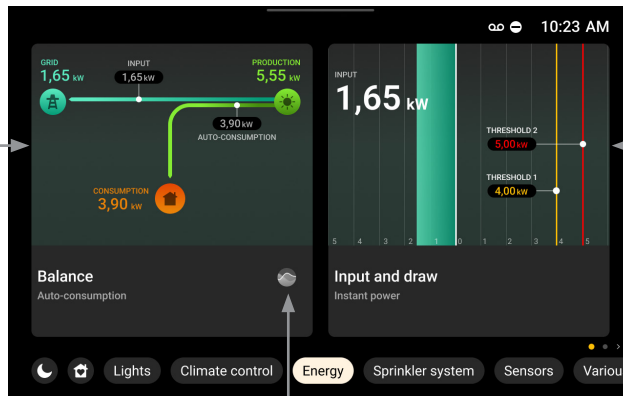 10:23 AM
GRID
1,65 kW
INPUT
1,65 kW
PRODUCTION
5,55 kW
3,90 kW
AUTO-CONSUMPTION
CONSUMPTION
3,90 kW
Balance
Auto-consumption
INPUT
1,65 kW
THRESHOLD 2
5,00 kW
THRESHOLD 1
4,00 kW
5 4 3 2 1 0 1 2 3 4 5
Input and draw
Instant power
Lights Climate control Energy Sprinkler system Sensors Variou